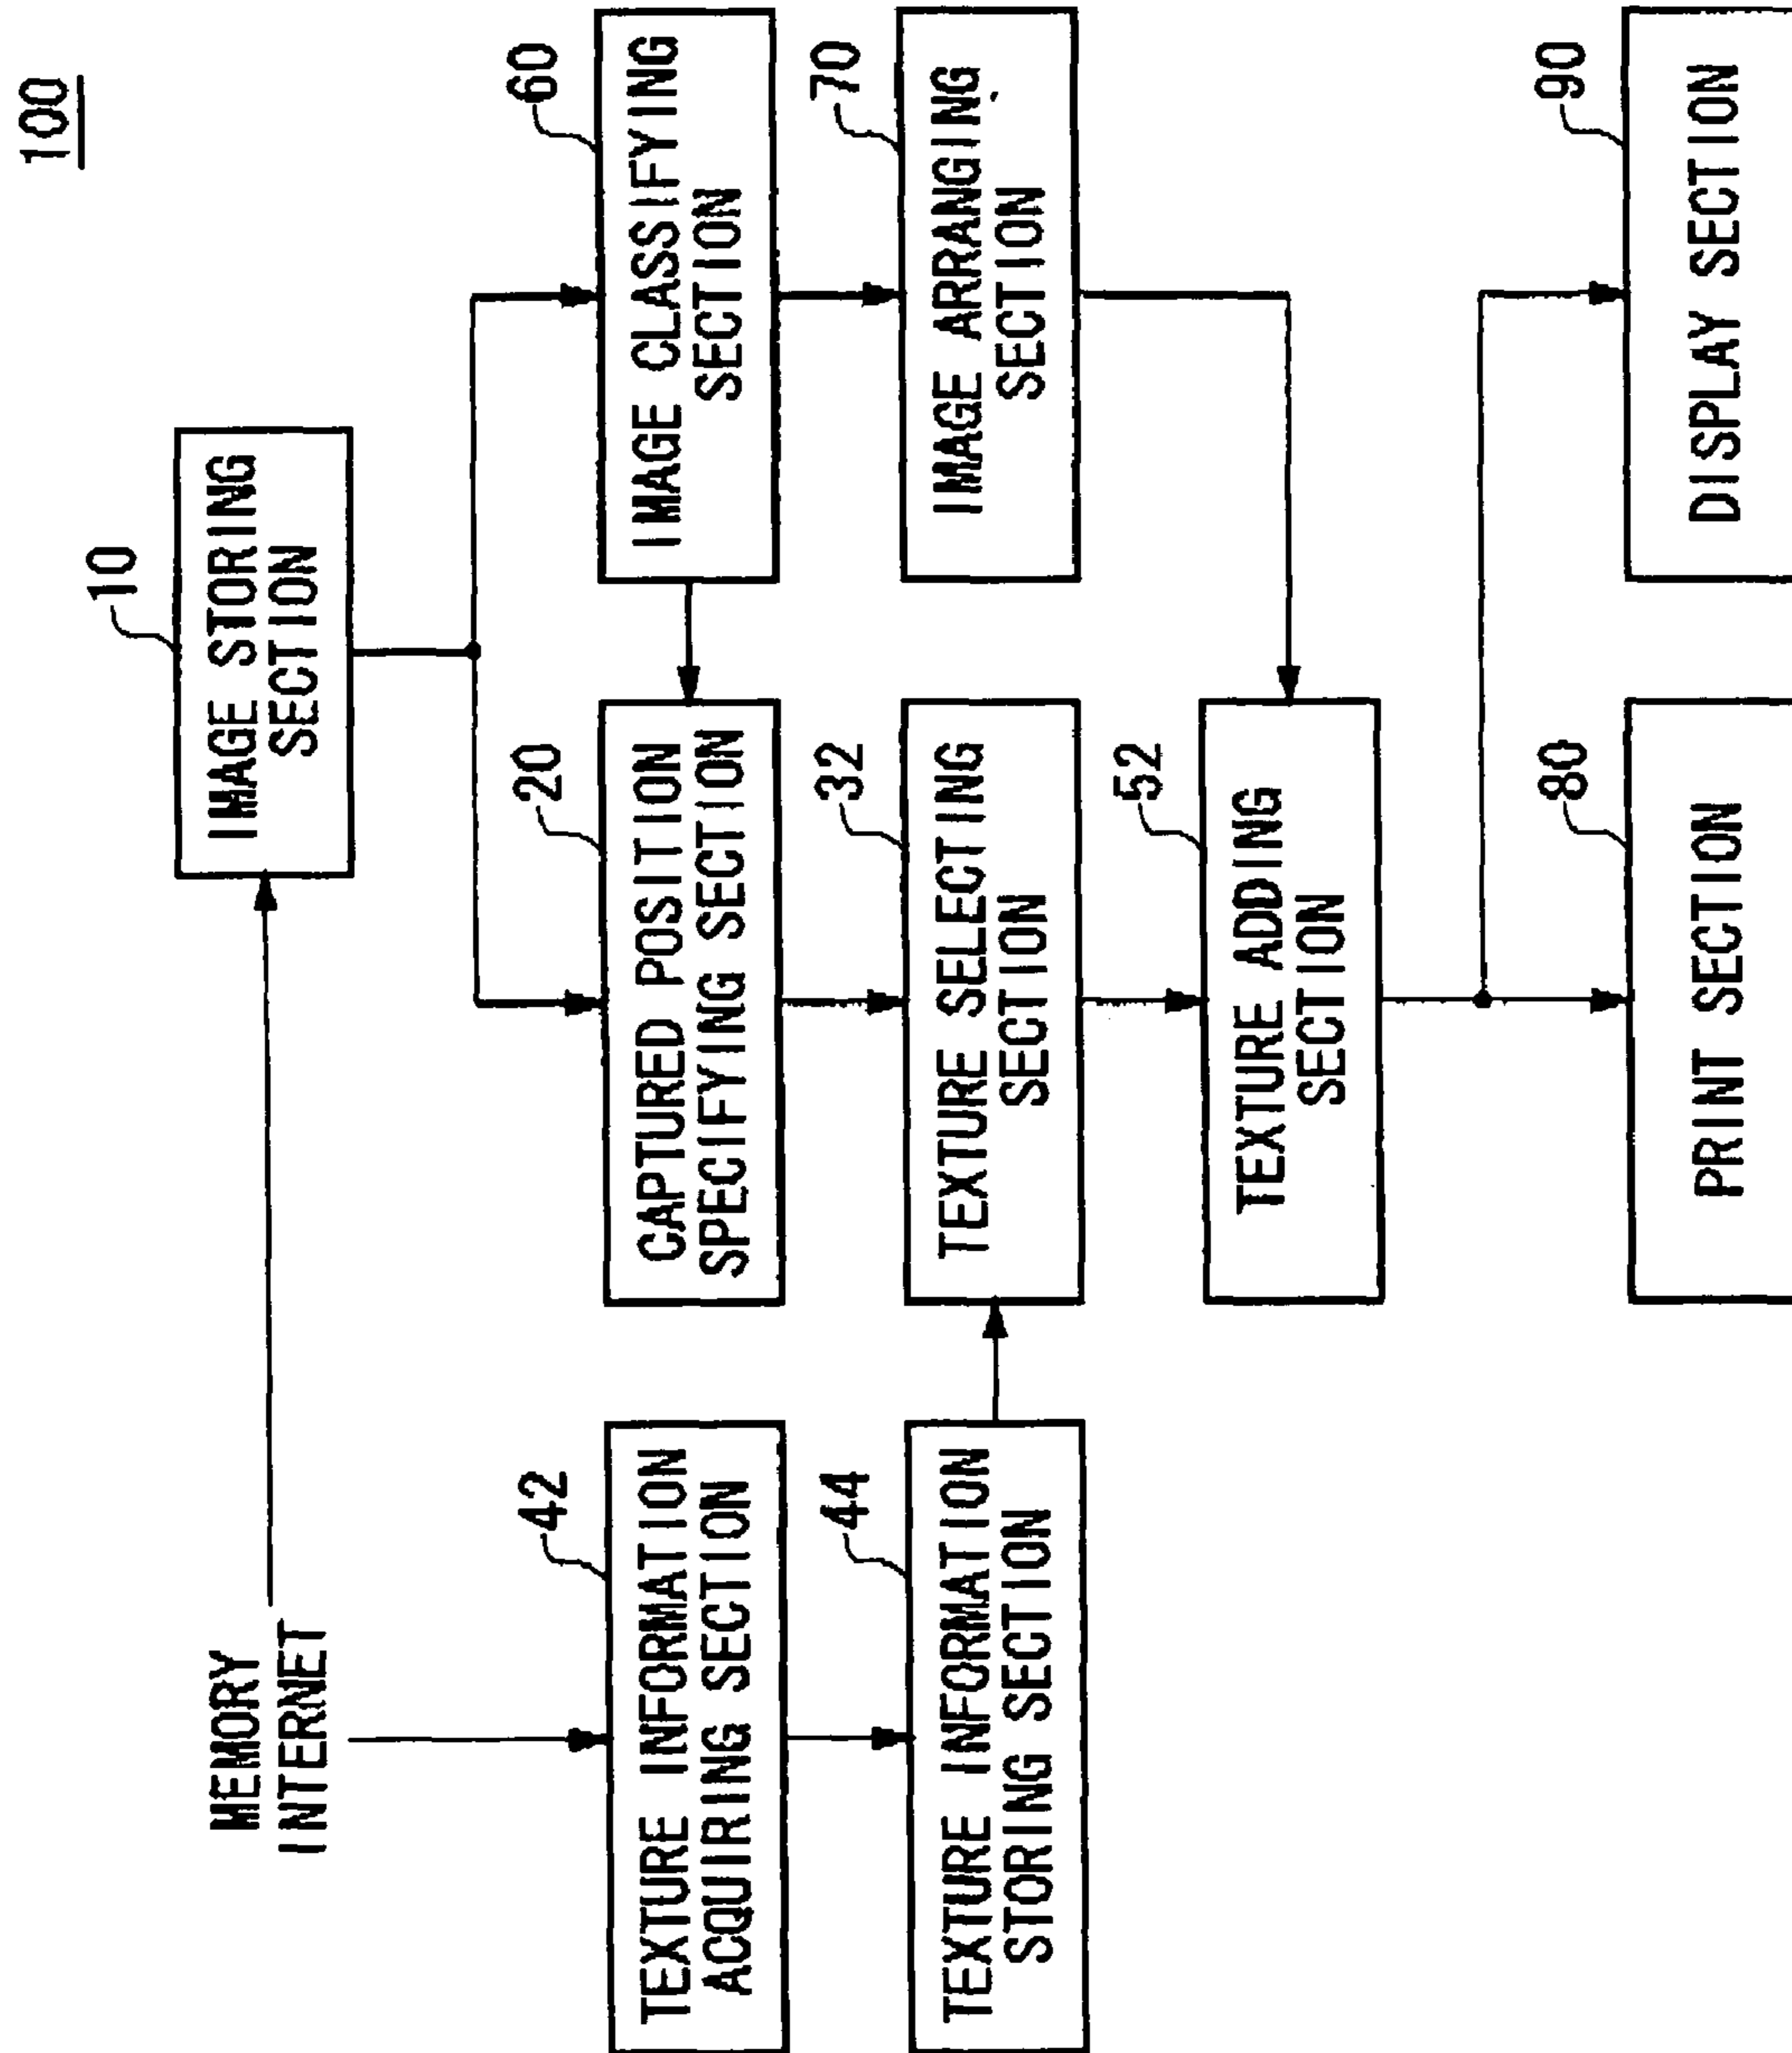 100
MEMORY
INTERNET
10
IMAGE STORING
SECTION
42
TEXTURE INFORMATION
ACQUIRING SECTION
20
CAPTURED POSITION
SPECIFYING SECTION
60
IMAGE CLASSIFYING
SECTION
44
TEXTURE INFORMATION
STORING SECTION
32
TEXTURE SELECTING
SECTION
70
IMAGE ARRANGING
SECTION
52
TEXTURE ADDING
SECTION
80
PRINT SECTION
90
DISPLAY SECTION